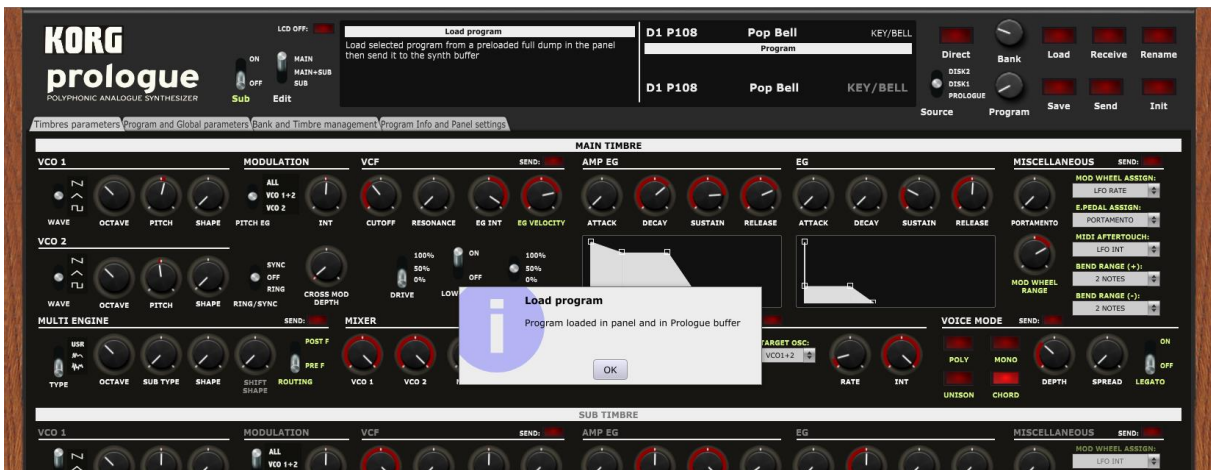 KORG
prologue
POLYPHONIC ANALOGUE SYNTHESIZER
ON
OFF
Sub
LCD OFF:
MAIN
MAIN+SUB
SUB
Edit
Load program
Load selected program from a preloaded full dump in the panel
then send it to the synth buffer
D1 P108 Pop Bell KEY/BELL
Program
D1 P108 Pop Bell KEY/BELL
Direct
DISK2
DISK1
PROLOGUE
Source
Bank
Program
Load Receive Rename
Save Send Init
Timbres parameters Program and Global parameters Bank and Timbre management Program Info and Panel settings
MAIN TIMBRE
VCO 1
WAVE OCTAVE PITCH SHAPE
MODULATION
ALL
VCO 1+2
VCO 2
PITCH EG INT
VCF SEND:
CUTOFF RESONANCE EG INT EG VELOCITY
AMP EG
ATTACK DECAY SUSTAIN RELEASE
EG
ATTACK DECAY SUSTAIN RELEASE
MISCELLANEOUS SEND:
PORTAMENTO
MOD WHEEL ASSIGN:
LFO RATE
E.PEDAL ASSIGN:
PORTAMENTO
MIDI AFTERTOUCH:
LFO INT
BEND RANGE (+):
2 NOTES
BEND RANGE (-):
2 NOTES
MOD WHEEL
RANGE
VCO 2
WAVE OCTAVE PITCH SHAPE
SYNC
OFF
RING
RING/SYNC
CROSS MOD
DEPTH
100%
50%
0%
DRIVE
ON
OFF
LOW
100%
50%
0%
Load program
Program loaded in panel and in Prologue buffer
OK
MULTI ENGINE SEND:
USR
TYPE OCTAVE SUB TYPE SHAPE
SHIFT
SHAPE
POST F
PRE F
ROUTING
MIXER
VCO 1 VCO 2
TARGET OSC:
VCO1+2
RATE INT
VOICE MODE SEND:
POLY MONO
UNISON CHORD
DEPTH SPREAD
ON
OFF
LEGATO
SUB TIMBRE
VCO 1
MODULATION
ALL
VCO 1+2
VCF SEND:
AMP EG
EG
MISCELLANEOUS SEND:
MOD WHEEL ASSIGN:
LFO INT